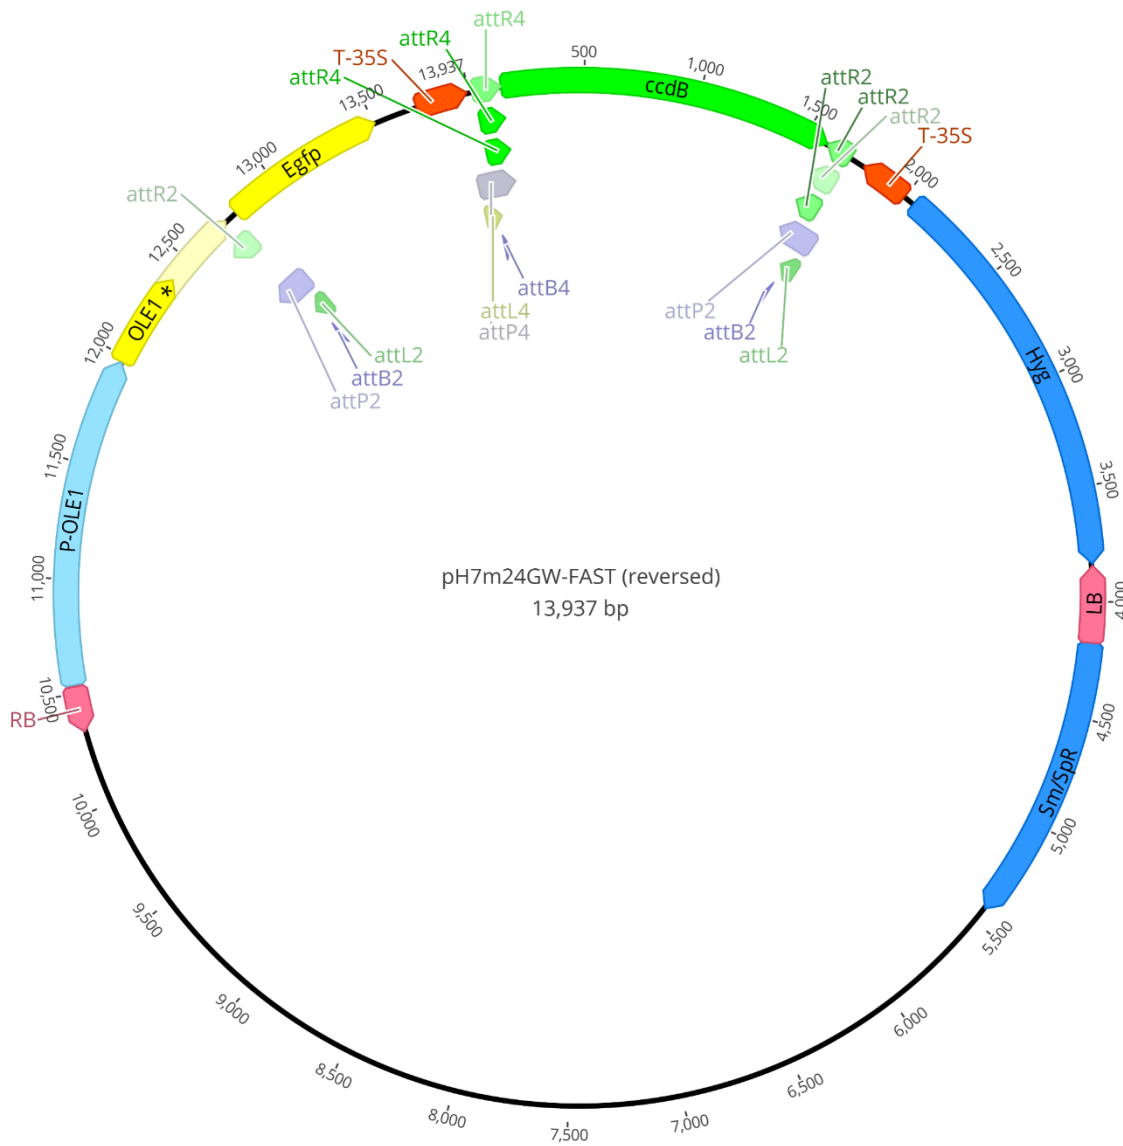 attR4
attR4
T-35S
attR4
13,937
13,500
500
ccdB
1,000
1,500
attR2
attR2
attR2
T-35S
2,000
13,000
Egfp
attR2
12,500
OLE1 *
12,000
attB4
attL4
attP4
attP2
attB2
attL2
attL2
attB2
attP2
2,500
Hyg
3,000
3,500
11,500
P-OLE1
11,000
pH7m24GW-FAST (reversed)
13,937 bp
LB
4,000
RB
10,500
4,500
Sm/SpR
5,000
10,000
5,500
9,500
6,000
9,000
6,500
8,500
7,000
8,000
7,500